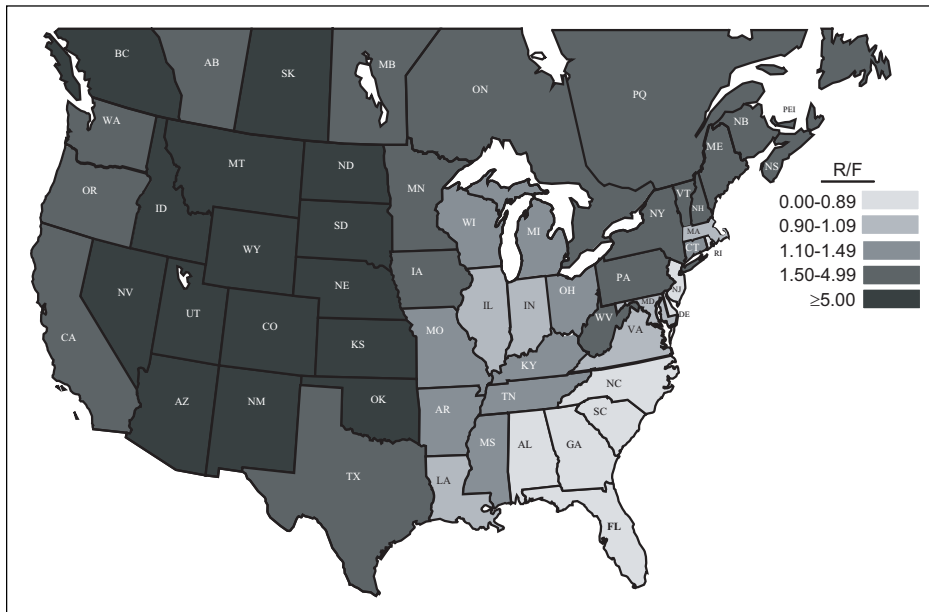 BC
AB
SK
MB
ON
PQ
PEI
NB
NS
ME
WA
MT
ND
MN
OR
ID
WY
SD
WI
MI
NY
VT
NH
MA
CT
RI
R/F
0.00-0.89
0.90-1.09
1.10-1.49
1.50-4.99
≥5.00
NV
UT
CO
NE
IA
IL
IN
OH
PA
NJ
MD
DE
WV
VA
CA
KS
MO
KY
NC
AZ
NM
OK
AR
TN
SC
TX
LA
MS
AL
GA
FL